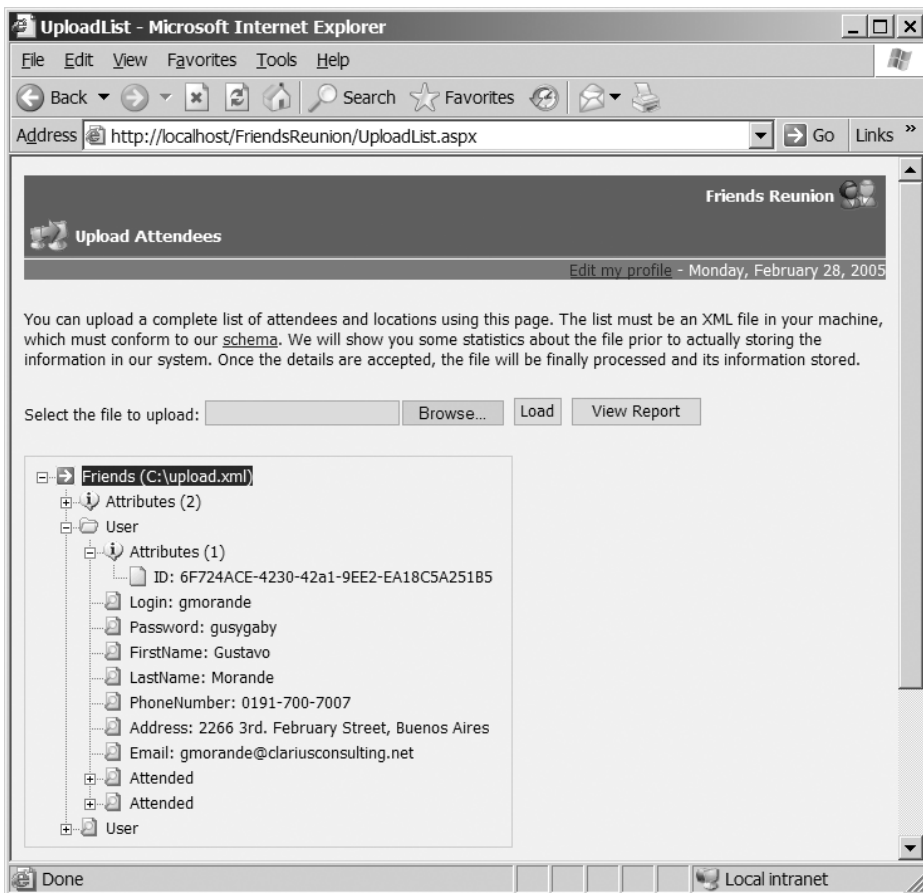 UploadList - Microsoft Internet Explorer
File Edit View Favorites Tools Help
Back Search Favorites
Address http://localhost/FriendsReunion/UploadList.aspx Go Links »
Friends Reunion
Upload Attendees
Edit my profile - Monday, February 28, 2005
You can upload a complete list of attendees and locations using this page. The list must be an XML file in your machine,
which must conform to our schema. We will show you some statistics about the file prior to actually storing the
information in our system. Once the details are accepted, the file will be finally processed and its information stored.
Select the file to upload: Browse... Load View Report
Friends (C:\upload.xml)
Attributes (2)
User
Attributes (1)
ID: 6F724ACE-4230-42a1-9EE2-EA18C5A251B5
Login: gmorande
Password: gusygaby
FirstName: Gustavo
LastName: Morande
PhoneNumber: 0191-700-7007
Address: 2266 3rd. February Street, Buenos Aires
Email: gmorande@clariusconsulting.net
Attended
Attended
User
Done Local intranet